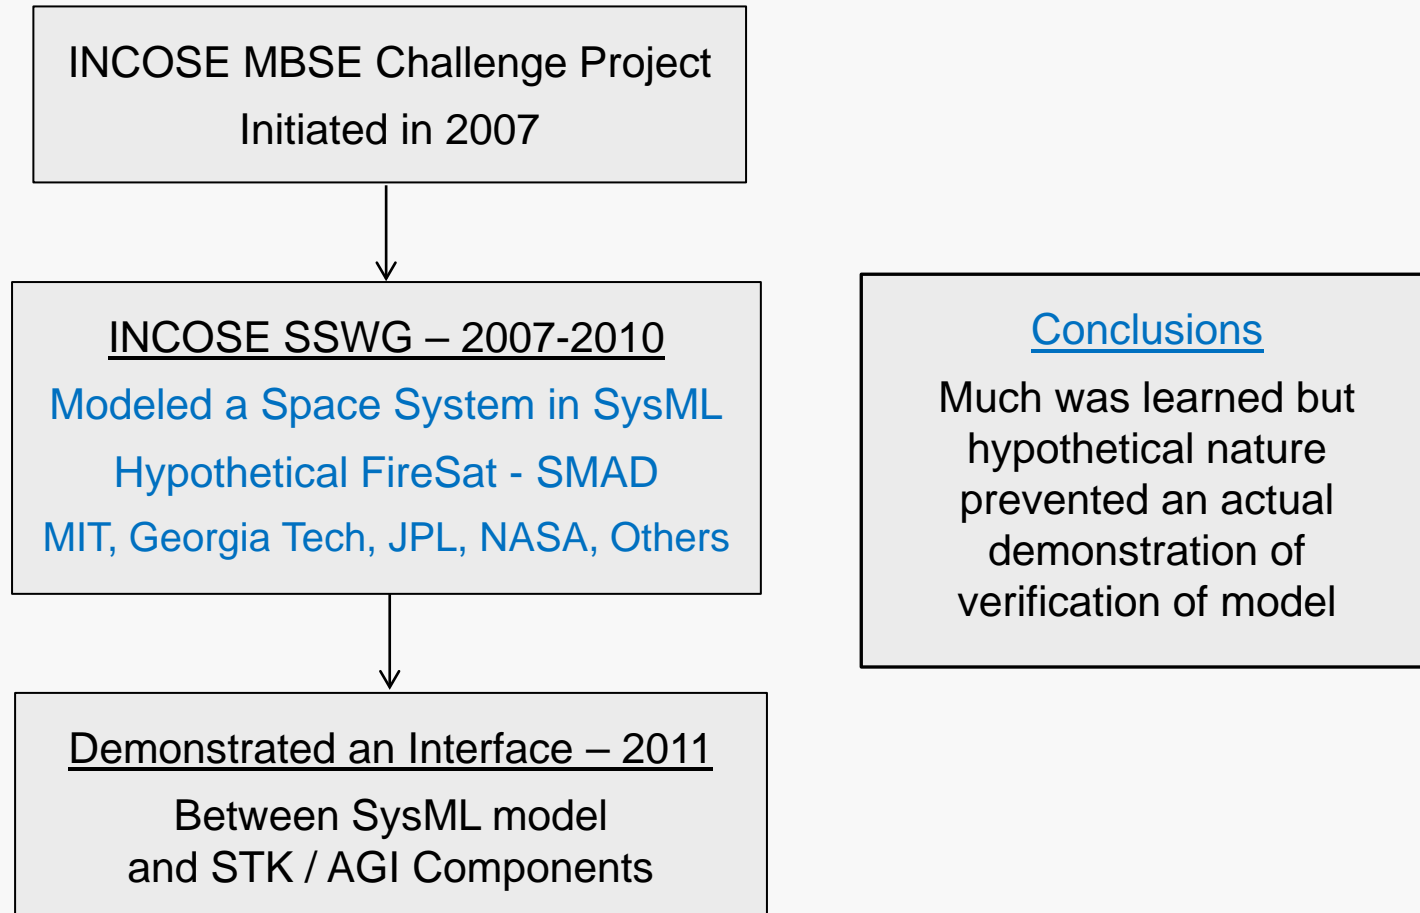 INCOSE MBSE Challenge Project
Initiated in 2007
INCOSE SSWG – 2007-2010
Modeled a Space System in SysML
Hypothetical FireSat - SMAD
MIT, Georgia Tech, JPL, NASA, Others
Demonstrated an Interface – 2011
Between SysML model
and STK / AGI Components
Conclusions
Much was learned but
hypothetical nature
prevented an actual
demonstration of
verification of model